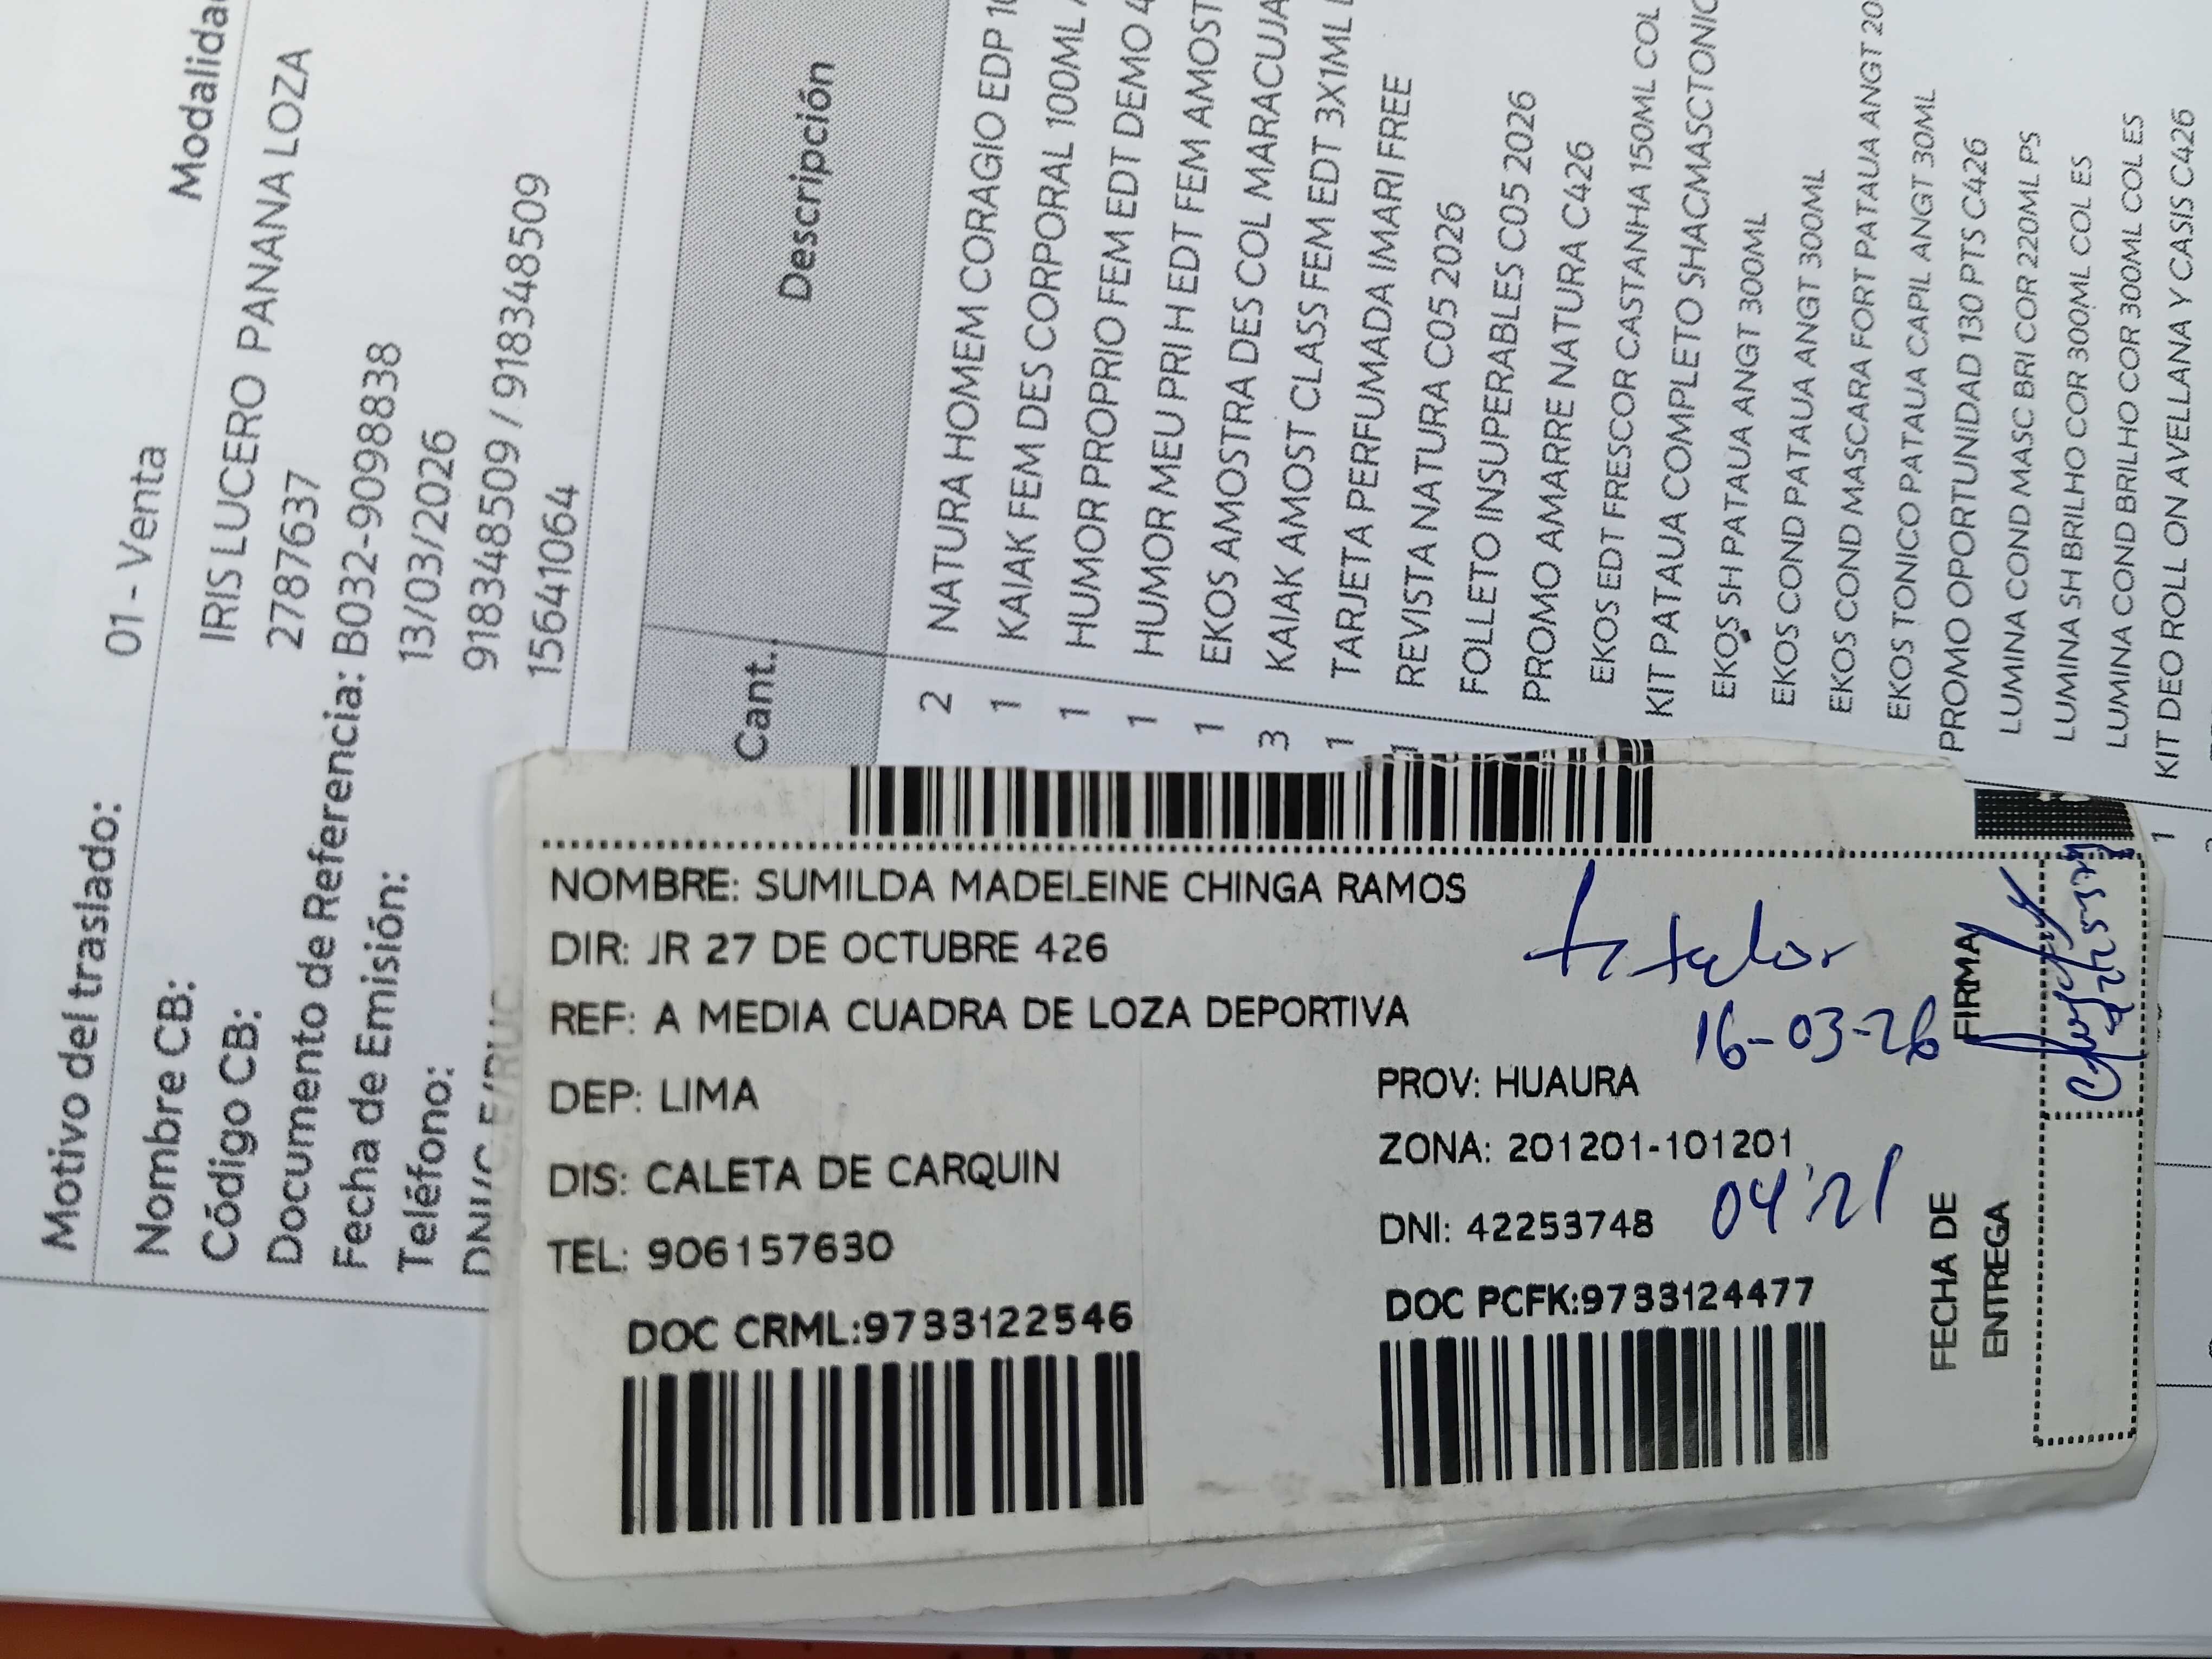 Motivo del traslado: 01 - Venta
Modalida
Nombre CB: IRIS LUCERO PANANA LOZA
Código CB: 27877637
Documento de Referencia: B032-9098838
Fecha de Emisión: 13/03/2026
Teléfono: 918348509 / 9183485509
DNI/C.E/RUC: 15641064
Cant. Descripción
2 NATURA HOMEM CORAGIO EDP
1 KAIAK FEM DES CORPORAL 100ML
1 HUMOR PROPRIO FEM EDT DEMO 4
1 HUMOR MEU PRI H EDT FEM AMOST
1 EKOS AMOSTRA DES COL MARACUJA
3 KAIAK AMOST CLASS FEM EDT 3X1ML
1 TARJETA PERFUMADA IMARI FREE
1 REVISTA NATURA C05 2026
FOLLETO INSUPERABLES C05 2026
PROMO AMARRE NATURA C426
EKOS EDT FRESCOR CASTANHA 150ML COL
KIT PATAUA COMPLETO SHACMASCTONIC
EKOS SH PATAUA ANGT 300ML
EKOS COND PATAUA ANGT 300ML
EKOS COND MASCARA FORT PATAUA ANGT 20
EKOS TONICO PATAUA CAPIL ANGT 30ML
PROMO OPORTUNIDAD 130 PTS C426
LUMINA COND MASC BRI COR 220ML PS
LUMINA SH BRILHO COR 300ML COL ES
LUMINA COND BRILHO COR 300ML COL ES
1 KIT DEO ROLL ON AVELLANA Y CASIS C426
NOMBRE: SUMILDA MADELEINE CHINGA RAMOS
DIR: JR 27 DE OCTUBRE 426
REF: A MEDIA CUADRA DE LOZA DEPORTIVA
DEP: LIMA
PROV: HUAURA
DIS: CALETA DE CARQUIN
ZONA: 201201-101201
TEL: 906157630
DNI: 42253748
DOC CRML:9733122546
DOC PCFK:9733124477
titular
16-03-26
04:21
FIRMA
FECHA DE
ENTREGA